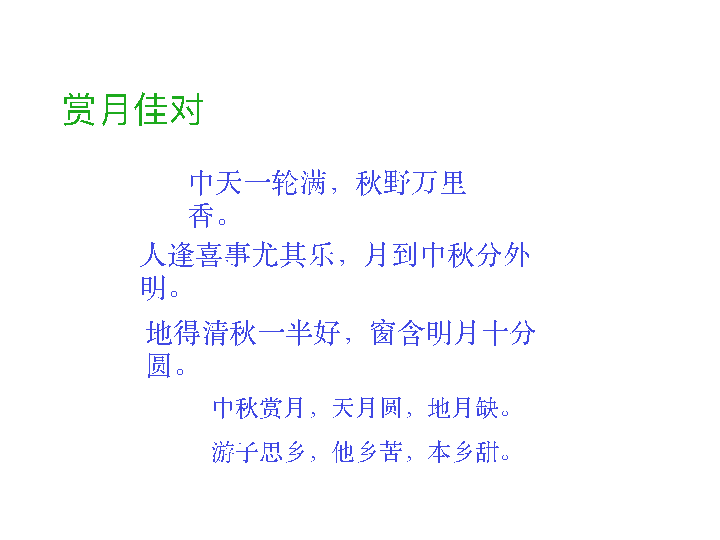 赏月佳对
中天一轮满，秋野万里
香。
人逢喜事尤其乐，月到中秋分外
明。
地得清秋一半好，窗含明月十分
圆。
中秋赏月，天月圆，地月缺。
游子思乡，他乡苦，本乡甜。